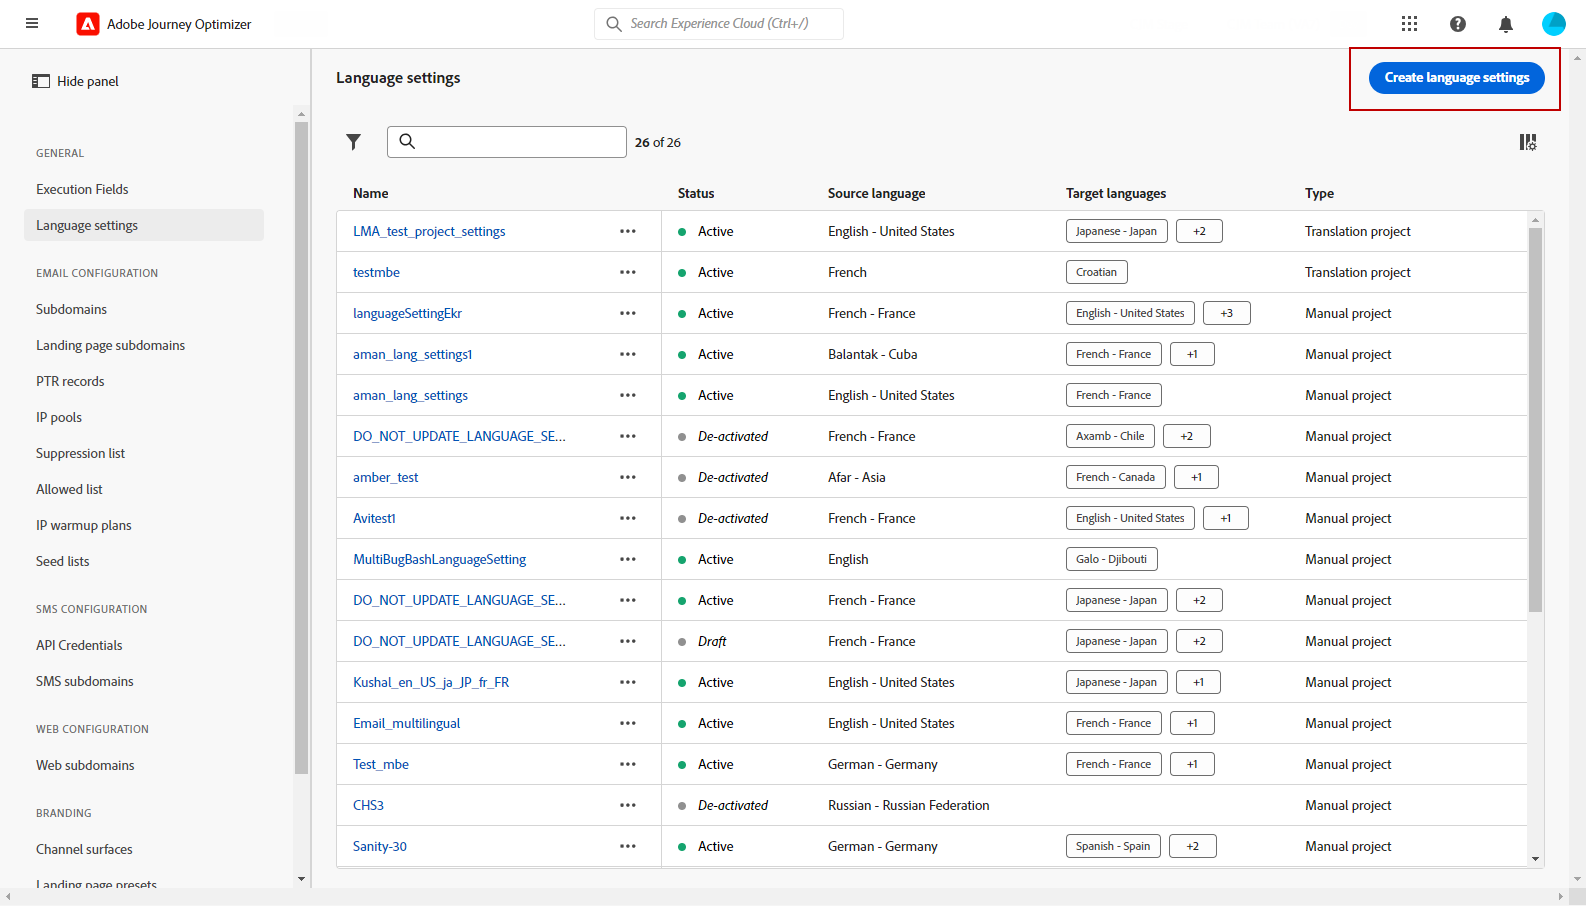 Adobe Journey Optimizer
Search Experience Cloud (Ctrl+/)
Hide panel
GENERAL
Execution Fields
Language settings
EMAIL CONFIGURATION
Subdomains
Landing page subdomains
PTR records
IP pools
Suppression list
Allowed list
IP warmup plans
Seed lists
SMS CONFIGURATION
API Credentials
SMS subdomains
WEB CONFIGURATION
Web subdomains
BRANDING
Channel surfaces
Landing page presets
Language settings
Create language settings
26 of 26
Name Status Source language Target languages Type
LMA_test_project_settings ••• Active English - United States Japanese - Japan +2 Translation project
testmbe ••• Active French Croatian Translation project
languageSettingEkr ••• Active French - France English - United States +3 Manual project
aman_lang_settings1 ••• Active Balantak - Cuba French - France +1 Manual project
aman_lang_settings ••• Active English - United States French - France Manual project
DO_NOT_UPDATE_LANGUAGE_SE... ••• De-activated French - France Axamb - Chile +2 Manual project
amber_test ••• De-activated Afar - Asia French - Canada +1 Manual project
Avitest1 ••• De-activated French - France English - United States +1 Manual project
MultiBugBashLanguageSetting ••• Active English Galo - Djibouti Manual project
DO_NOT_UPDATE_LANGUAGE_SE... ••• Active French - France Japanese - Japan +2 Manual project
DO_NOT_UPDATE_LANGUAGE_SE... ••• Draft French - France Japanese - Japan +2 Manual project
Kushal_en_US_ja_JP_fr_FR ••• Active English - United States Japanese - Japan +1 Manual project
Email_multilingual ••• Active English - United States French - France +1 Manual project
Test_mbe ••• Active German - Germany French - France +1 Manual project
CHS3 ••• De-activated Russian - Russian Federation Manual project
Sanity-30 ••• Active German - Germany Spanish - Spain +2 Manual project